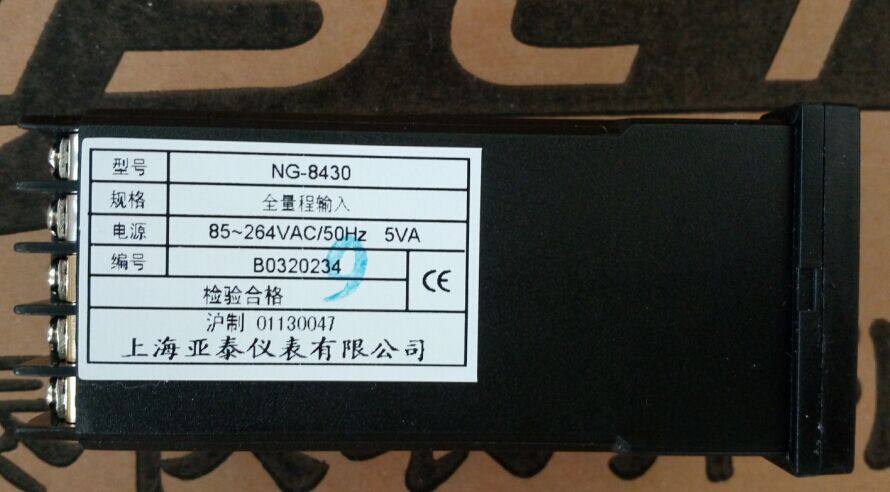 型号 NG-8430
规格 全量程输入
电源 85~264VAC/50Hz 5VA
编号 B0320234 CE
9
检验合格
沪制 01130047
上海亚泰仪表有限公司